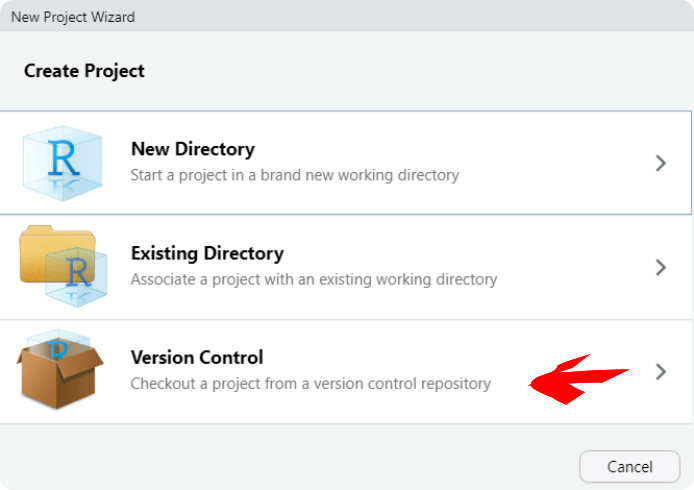 New Project Wizard
Create Project
R
New Directory
Start a project in a brand new working directory
R
Existing Directory
Associate a project with an existing working directory
R
Version Control
Checkout a project from a version control repository
Cancel